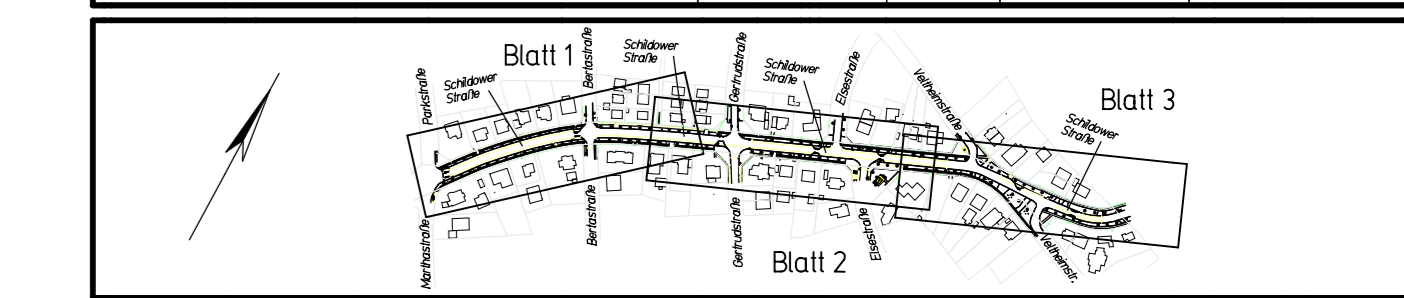 Blatt 1
Parkstraße
Schildower
Straße
Bertastraße
Schildower
Straße
Gertrudstraße
Schildower
Straße
Elsestraße
Veltheimstraße
Schildower
Straße
Blatt 3
Marthastraße
Bertastraße
Gertrudstraße
Blatt 2
Elsestraße
Veltheimstr.